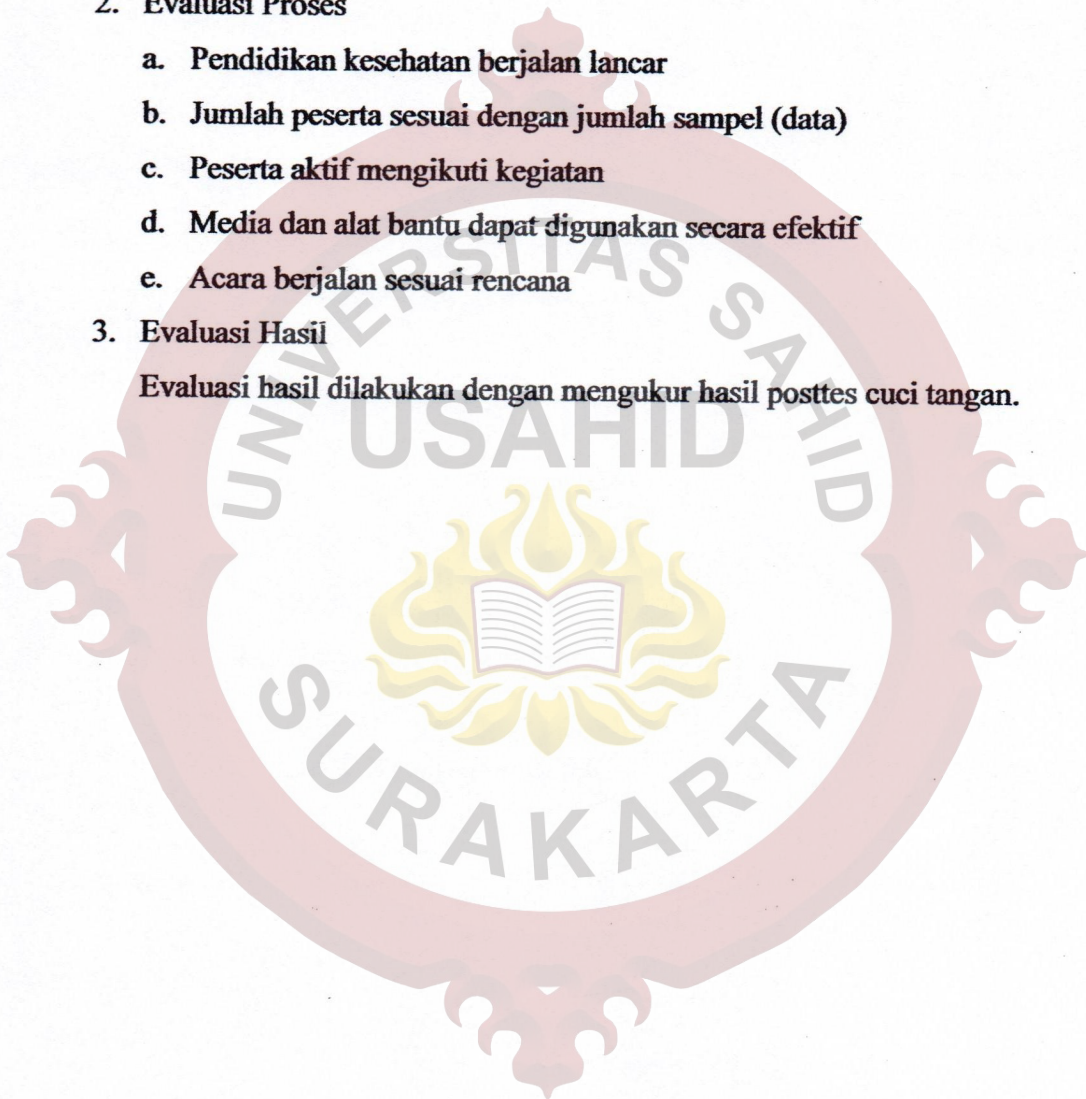 2. Evaluasi Proses
a. Pendidikan kesehatan berjalan lancar
b. Jumlah peserta sesuai dengan jumlah sampel (data)
c. Peserta aktif mengikuti kegiatan
d. Media dan alat bantu dapat digunakan secara efektif
e. Acara berjalan sesuai rencana
3. Evaluasi Hasil
Evaluasi hasil dilakukan dengan mengukur hasil posttes cuci tangan.
UNIVERSITAS SAHID
USAHID
SURAKARTA